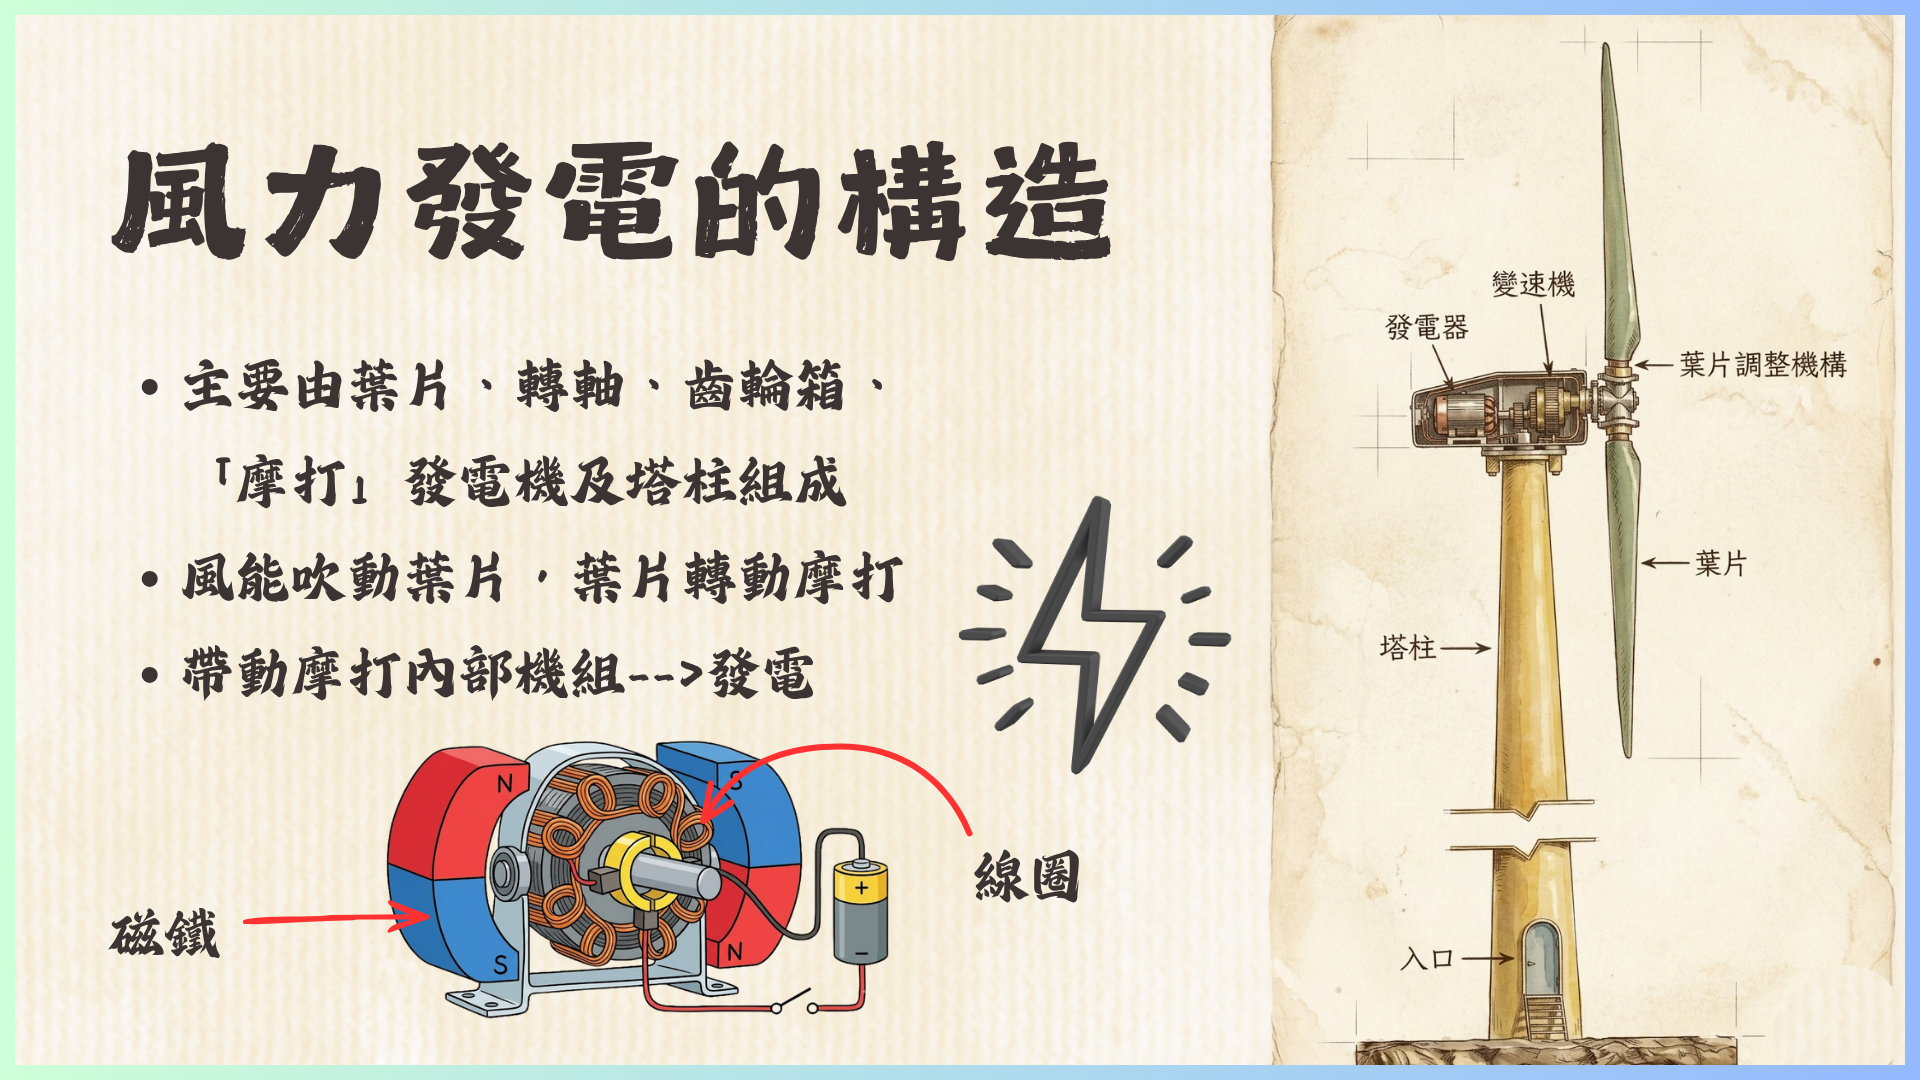 風力發電的構造
• 主要由葉片、轉軸、齒輪箱、
「摩打」發電機及塔柱組成
• 風能吹動葉片，葉片轉動摩打
• 帶動摩打內部機組-->發電
N
S
S
N
+
-
線圈
磁鐵
變速機
發電器
葉片調整機構
葉片
塔柱
入口